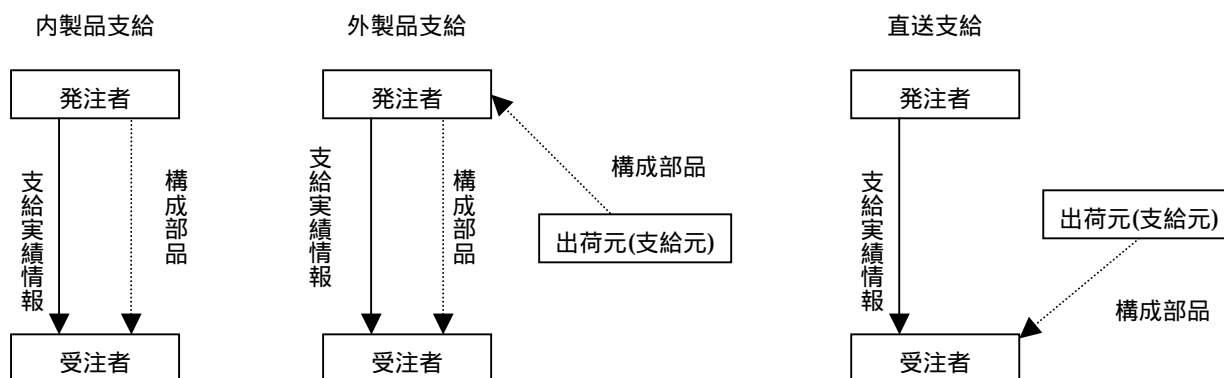 内製品支給
外製品支給
直送支給
発注者
発注者
発注者
支給実績情報
構成部品
支給実績情報
構成部品
構成部品
出荷元(支給元)
支給実績情報
出荷元(支給元)
構成部品
受注者
受注者
受注者